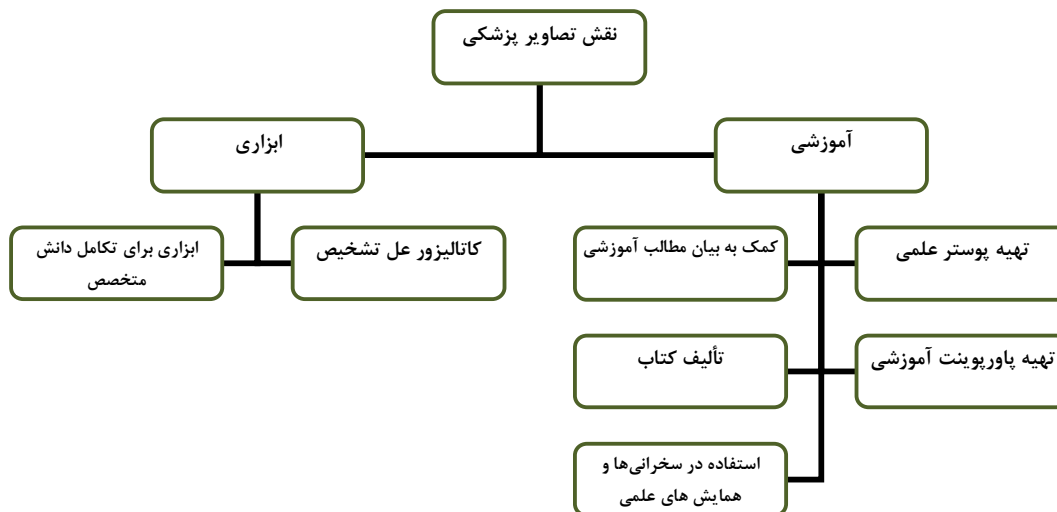 نقش تصاویر پزشکی
آموزشی
ابزاری
تهیه پوستر علمی
کمک به بیان مطالب آموزشی
کاتالیزور عل تشخیص
ابزاری برای تکامل دانش
متخصص
تهیه پاورپوینت آموزشی
تألیف کتاب
استفاده در سخرانی‌ها و
همایش های علمی